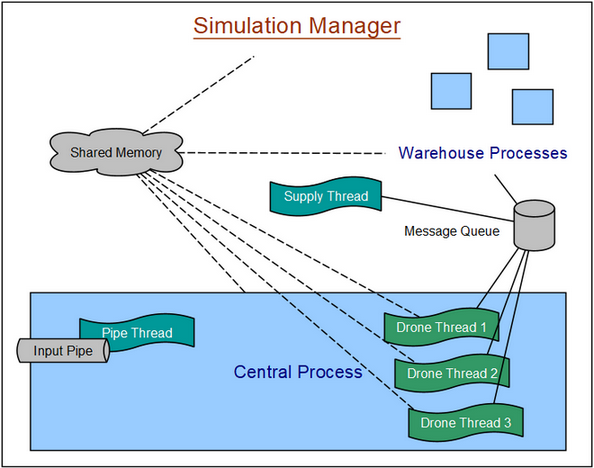 Simulation Manager
Shared Memory
Warehouse Processes
Supply Thread
Message Queue
Pipe Thread
Input Pipe
Drone Thread 1
Central Process
Drone Thread 2
Drone Thread 3